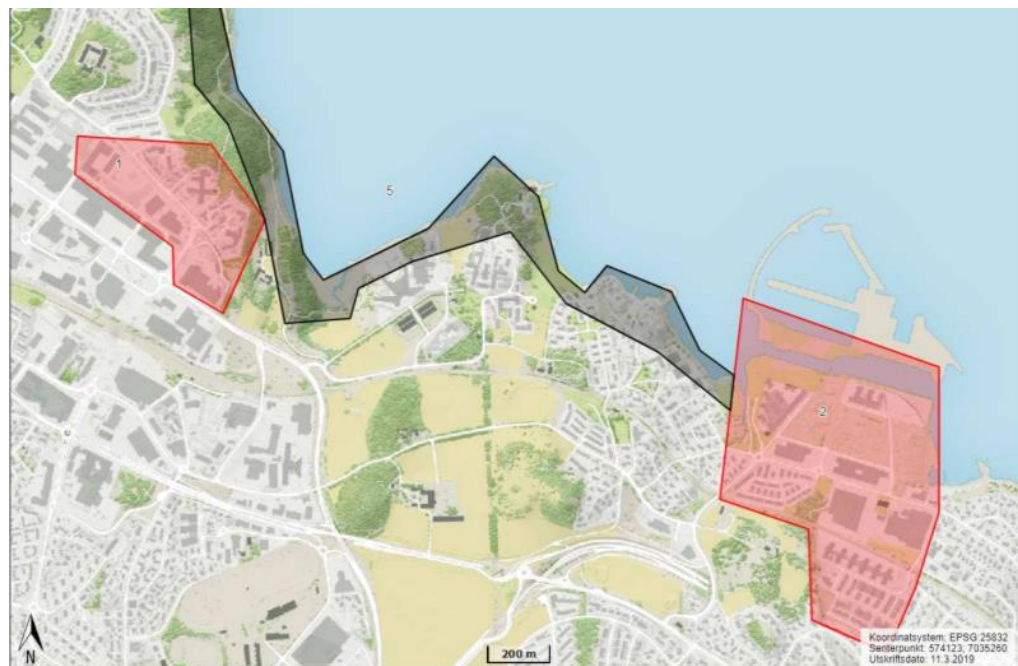 1
5
2
N
200 m
Koordinatsystem: EPSG:25832
Senterpunkt: 574123, 7035260
Utskriftsdato: 11.3.2019